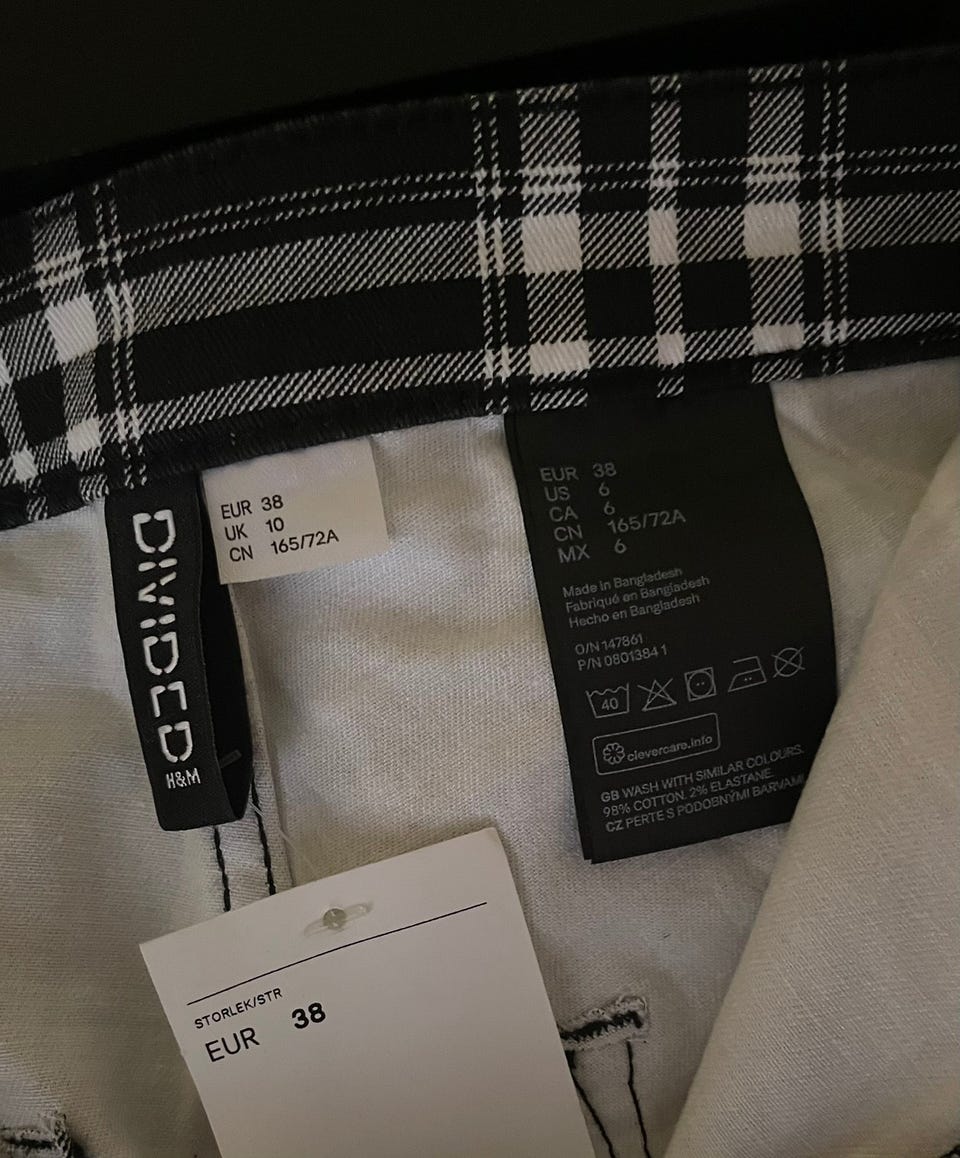 DIVIDED
H&M
EUR 38
UK 10
CN 165/72A
EUR 38
US 6
CA 6
CN 165/72A
MX 6
Made in Bangladesh
Fabriqué en Bangladesh
Hecho en Bangladesh
O/N 147861
P/N 0801384 1
40
clevercare.info
GB WASH WITH SIMILAR COLOURS.
98% COTTON. 2% ELASTANE.
CZ PERTE S PODOBNÝMI BARVAMI
STORLEK/STR
EUR 38